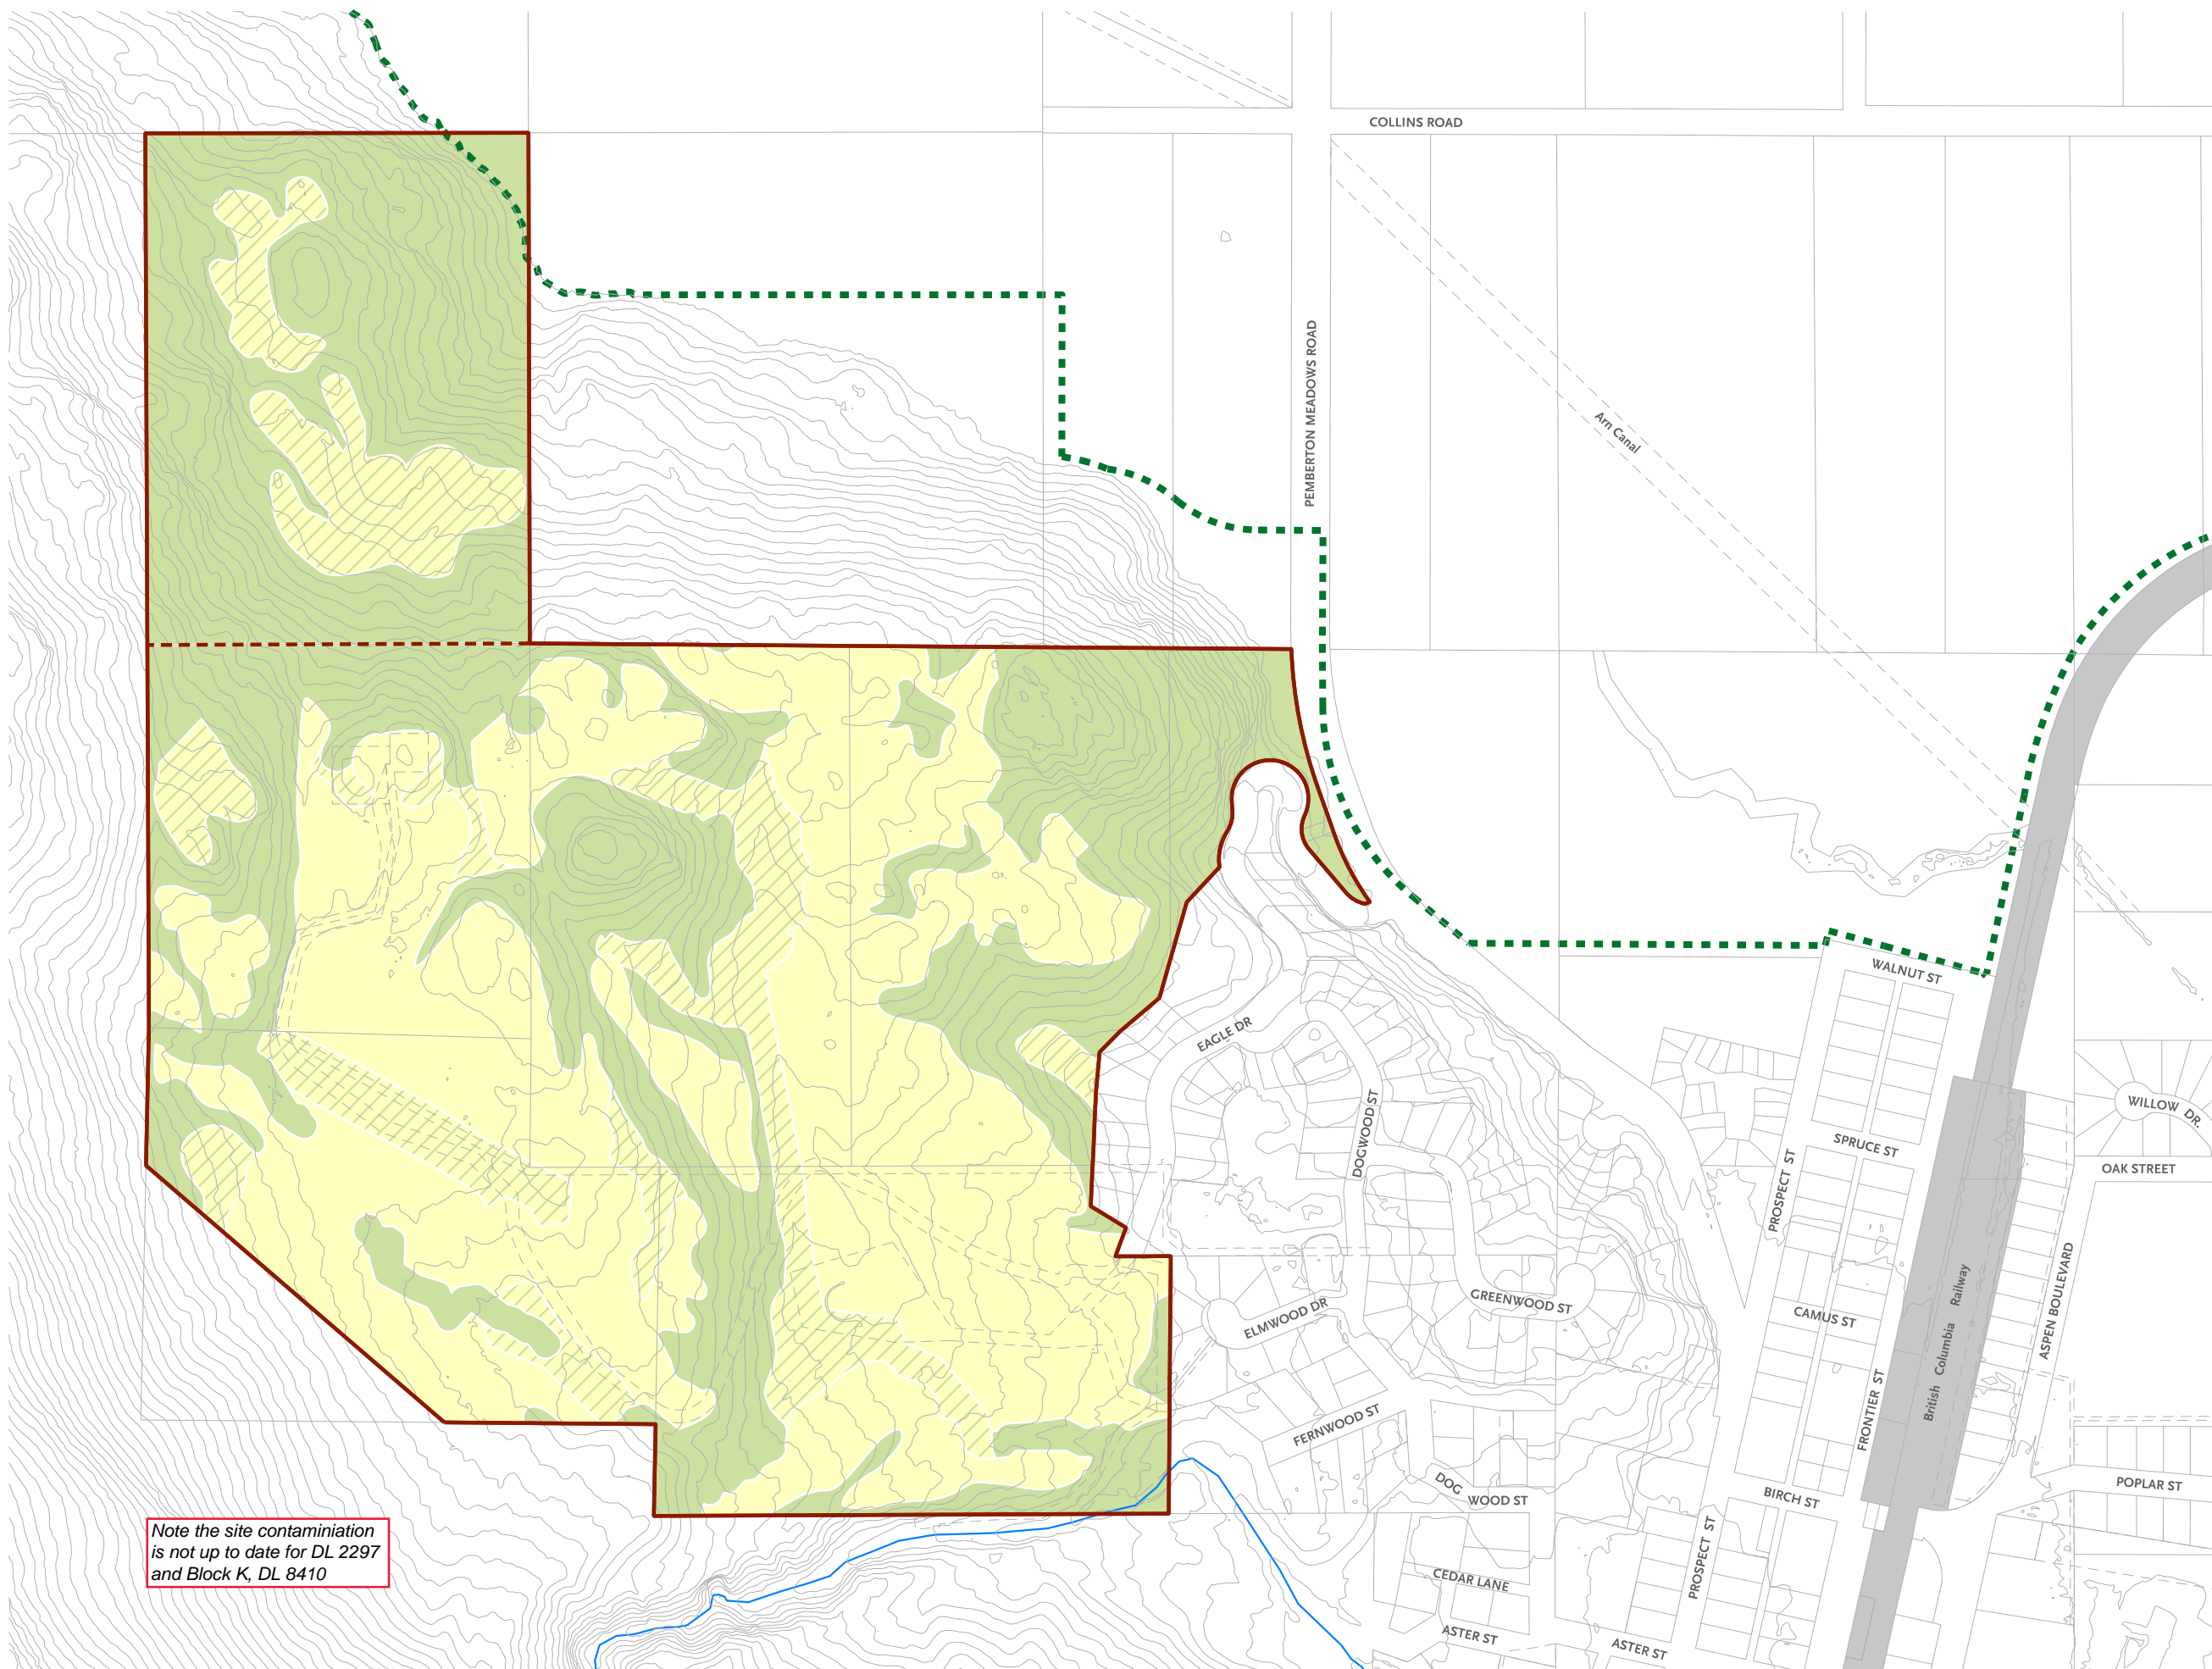 COLLINS ROAD
PEMBERTON MEADOWS ROAD
Arn Canal
WALNUT ST
EAGLE DR
DOGWOOD ST
WILLOW DR.
SPRUCE ST
OAK STREET
PROSPECT ST
ASPEN BOULEVARD
British Columbia Railway
GREENWOOD ST
ELMWOOD DR
CAMUS ST
FRONTIER ST
FERNWOOD ST
DOG WOOD ST
BIRCH ST
POPLAR ST
Note the site contaminiation
is not up to date for DL 2297
and Block K, DL 8410
PROSPECT ST
CEDAR LANE
ASTER ST
ASTER ST